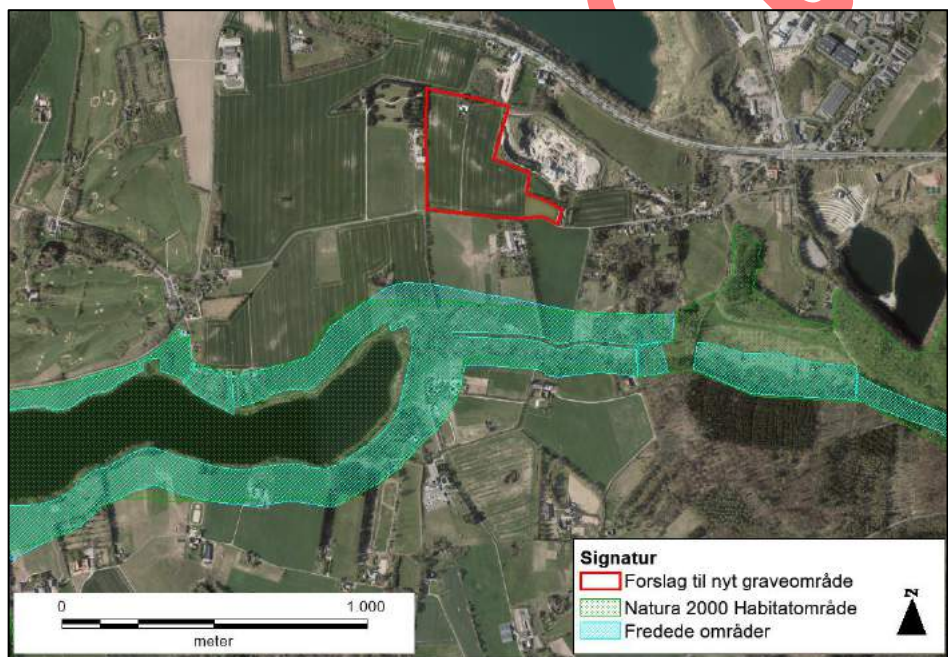 Signatur
Forslag til nyt graveområde
Natura 2000 Habitatområde
Fredede områder
0 1.000
meter
N